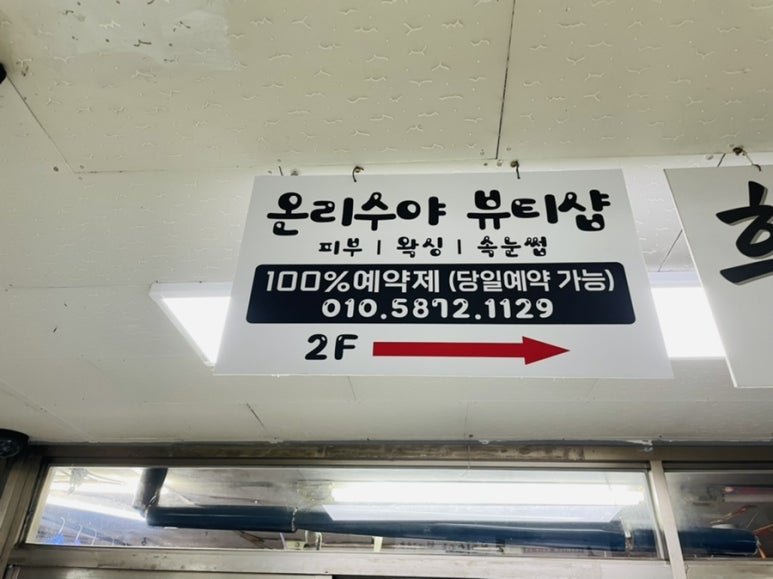 온리수야 뷰티샵
피부 | 왁싱 | 속눈썹
100%예약제 (당일예약 가능)
010.5872.1129
2F